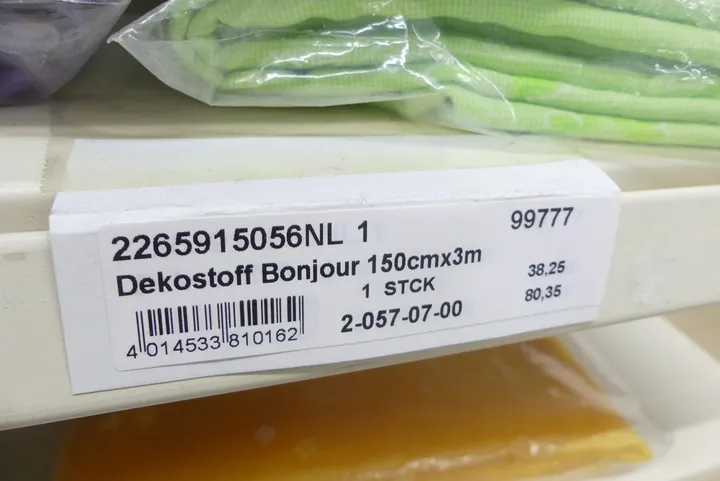 2265915056NL 1 99777
Dekostoff Bonjour 150cmx3m 38,25
1 STCK 80,35
2-057-07-00
4 014533 810162